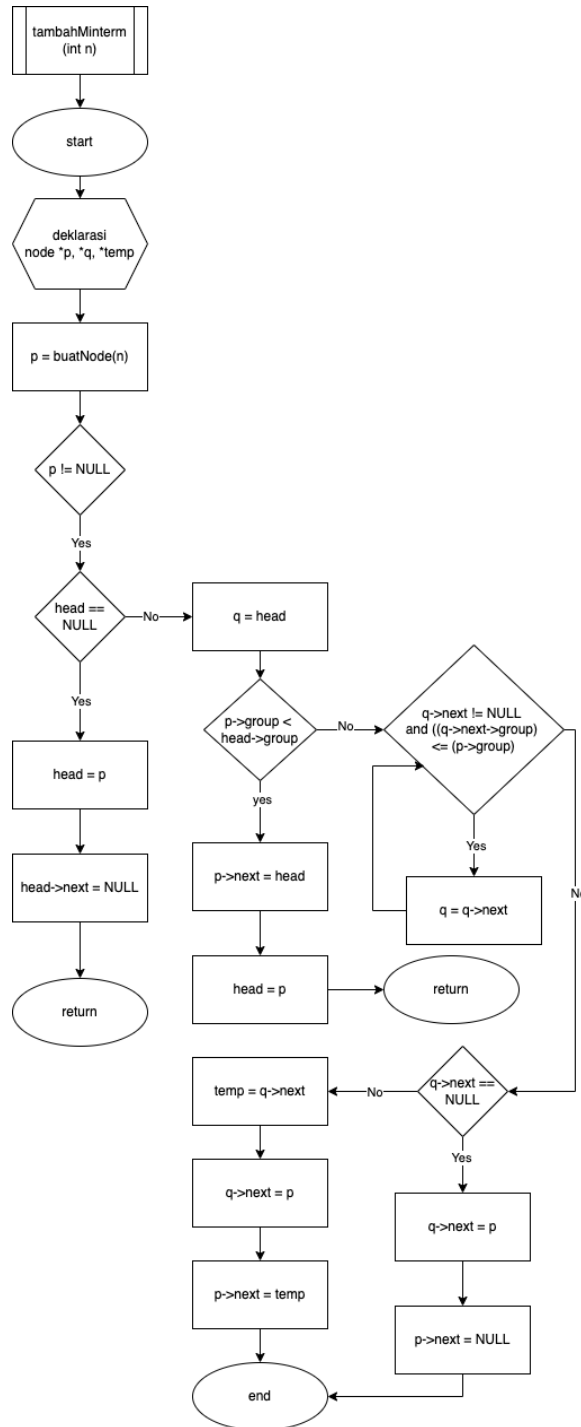 tambahMinterm
(int n)
start
deklarasi
node *p, *q, *temp
p = buatNode(n)
p != NULL
Yes
head ==
NULL
No
q = head
Yes
head = p
head->next = NULL
return
p->group <
head->group
No
yes
p->next = head
head = p
return
q->next != NULL
and ((q->next->group)
<= (p->group)
Yes
q = q->next
No
q->next ==
NULL
No
temp = q->next
q->next = p
p->next = temp
Yes
q->next = p
p->next = NULL
end